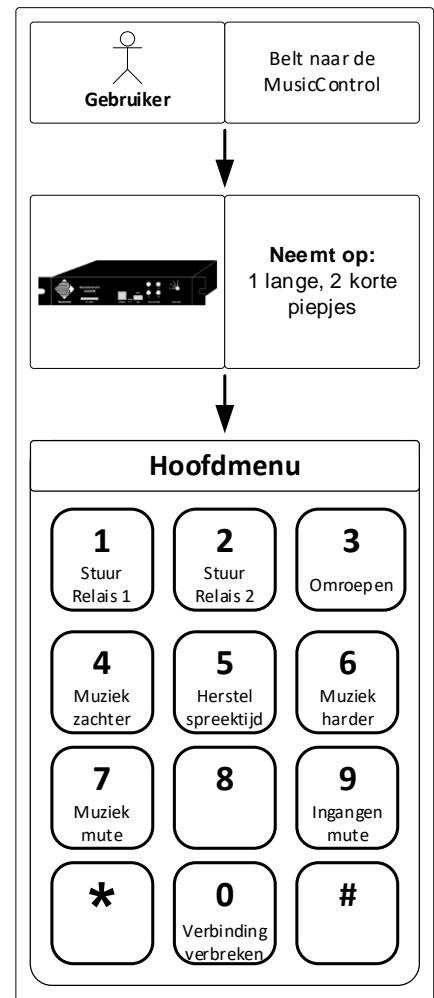 Gebruiker
Belt naar de
MusicControl
Neemt op:
1 lange, 2 korte
piepjes
Hoofdmenu
1
Stuur
Relais 1
2
Stuur
Relais 2
3
Omroepen
4
Muziek
zachter
5
Herstel
spreektijd
6
Muziek
harder
7
Muziek
mute
8
9
Ingangen
mute
*
0
Verbinding
verbreken
#